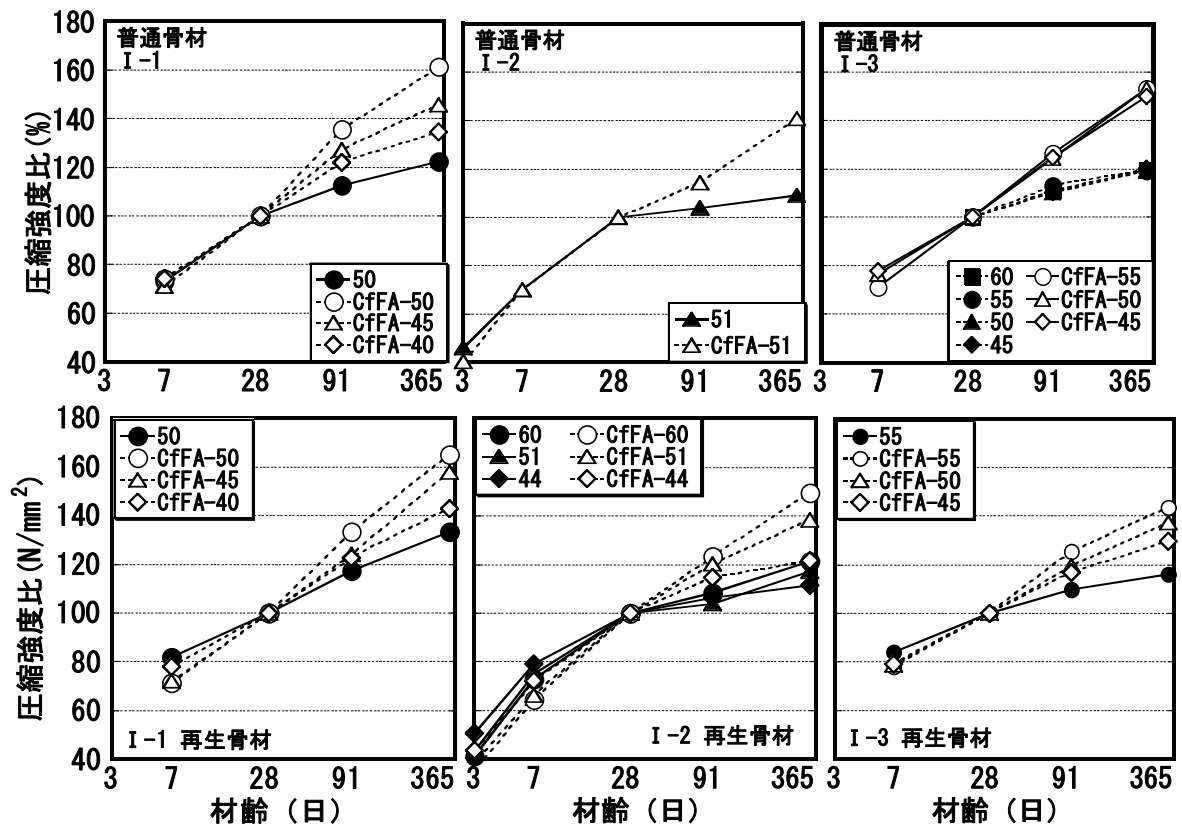 圧縮強度比(%)
180
160
140
120
100
80
60
40
普通骨材
Ⅰ-1
50
CfFA-50
CfFA-45
CfFA-40
3 7 28 91 365
普通骨材
Ⅰ-2
51
CfFA-51
3 7 28 91 365
普通骨材
Ⅰ-3
60 CfFA-55
55 CfFA-50
50 CfFA-45
45
3 7 28 91 365
圧縮強度比(N/mm²)
180
160
140
120
100
80
60
40
50
CfFA-50
CfFA-45
CfFA-40
Ⅰ-1 再生骨材
3 7 28 91 365
材齢（日）
60 CfFA-60
51 CfFA-51
44 CfFA-44
Ⅰ-2 再生骨材
3 7 28 91 365
材齢（日）
55
CfFA-55
CfFA-50
CfFA-45
Ⅰ-3 再生骨材
3 7 28 91 365
材齢（日）